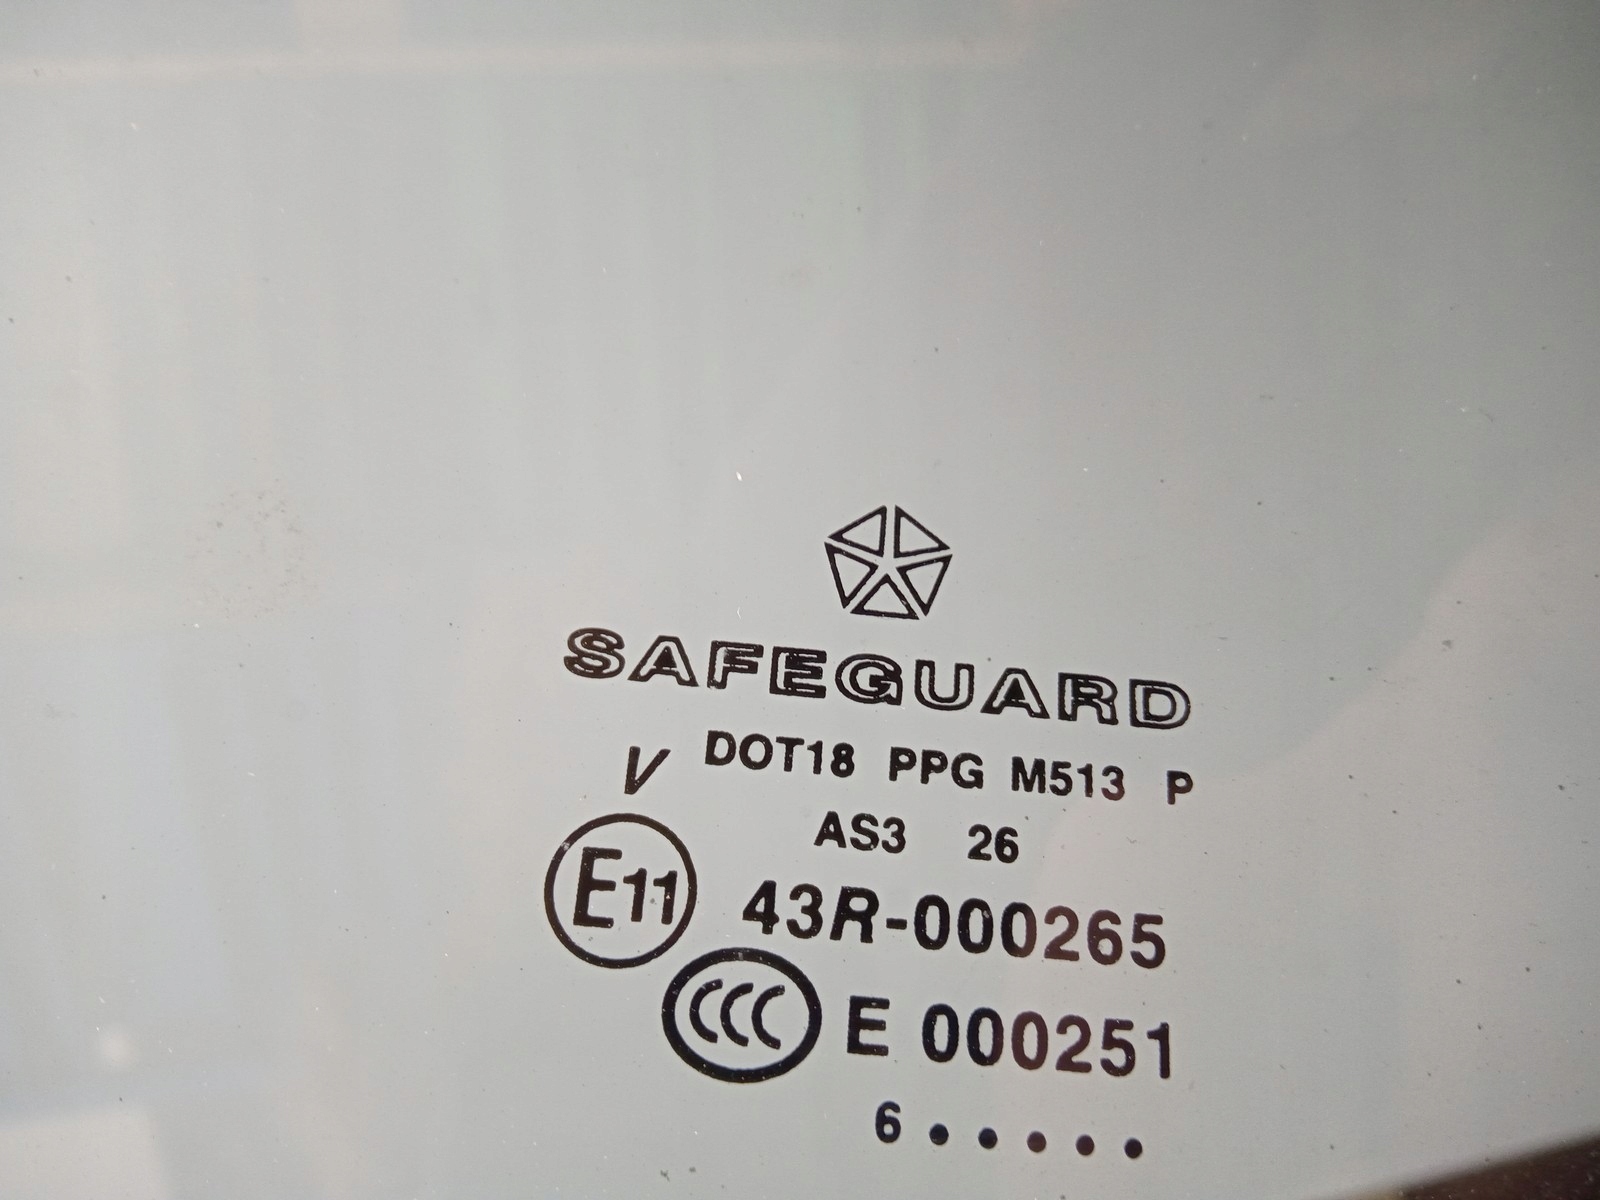 SAFEGUARD
V DOT18 PPG M513 P
AS3 26
E11 43R-000265
CCC E 000251
6 • • • • •